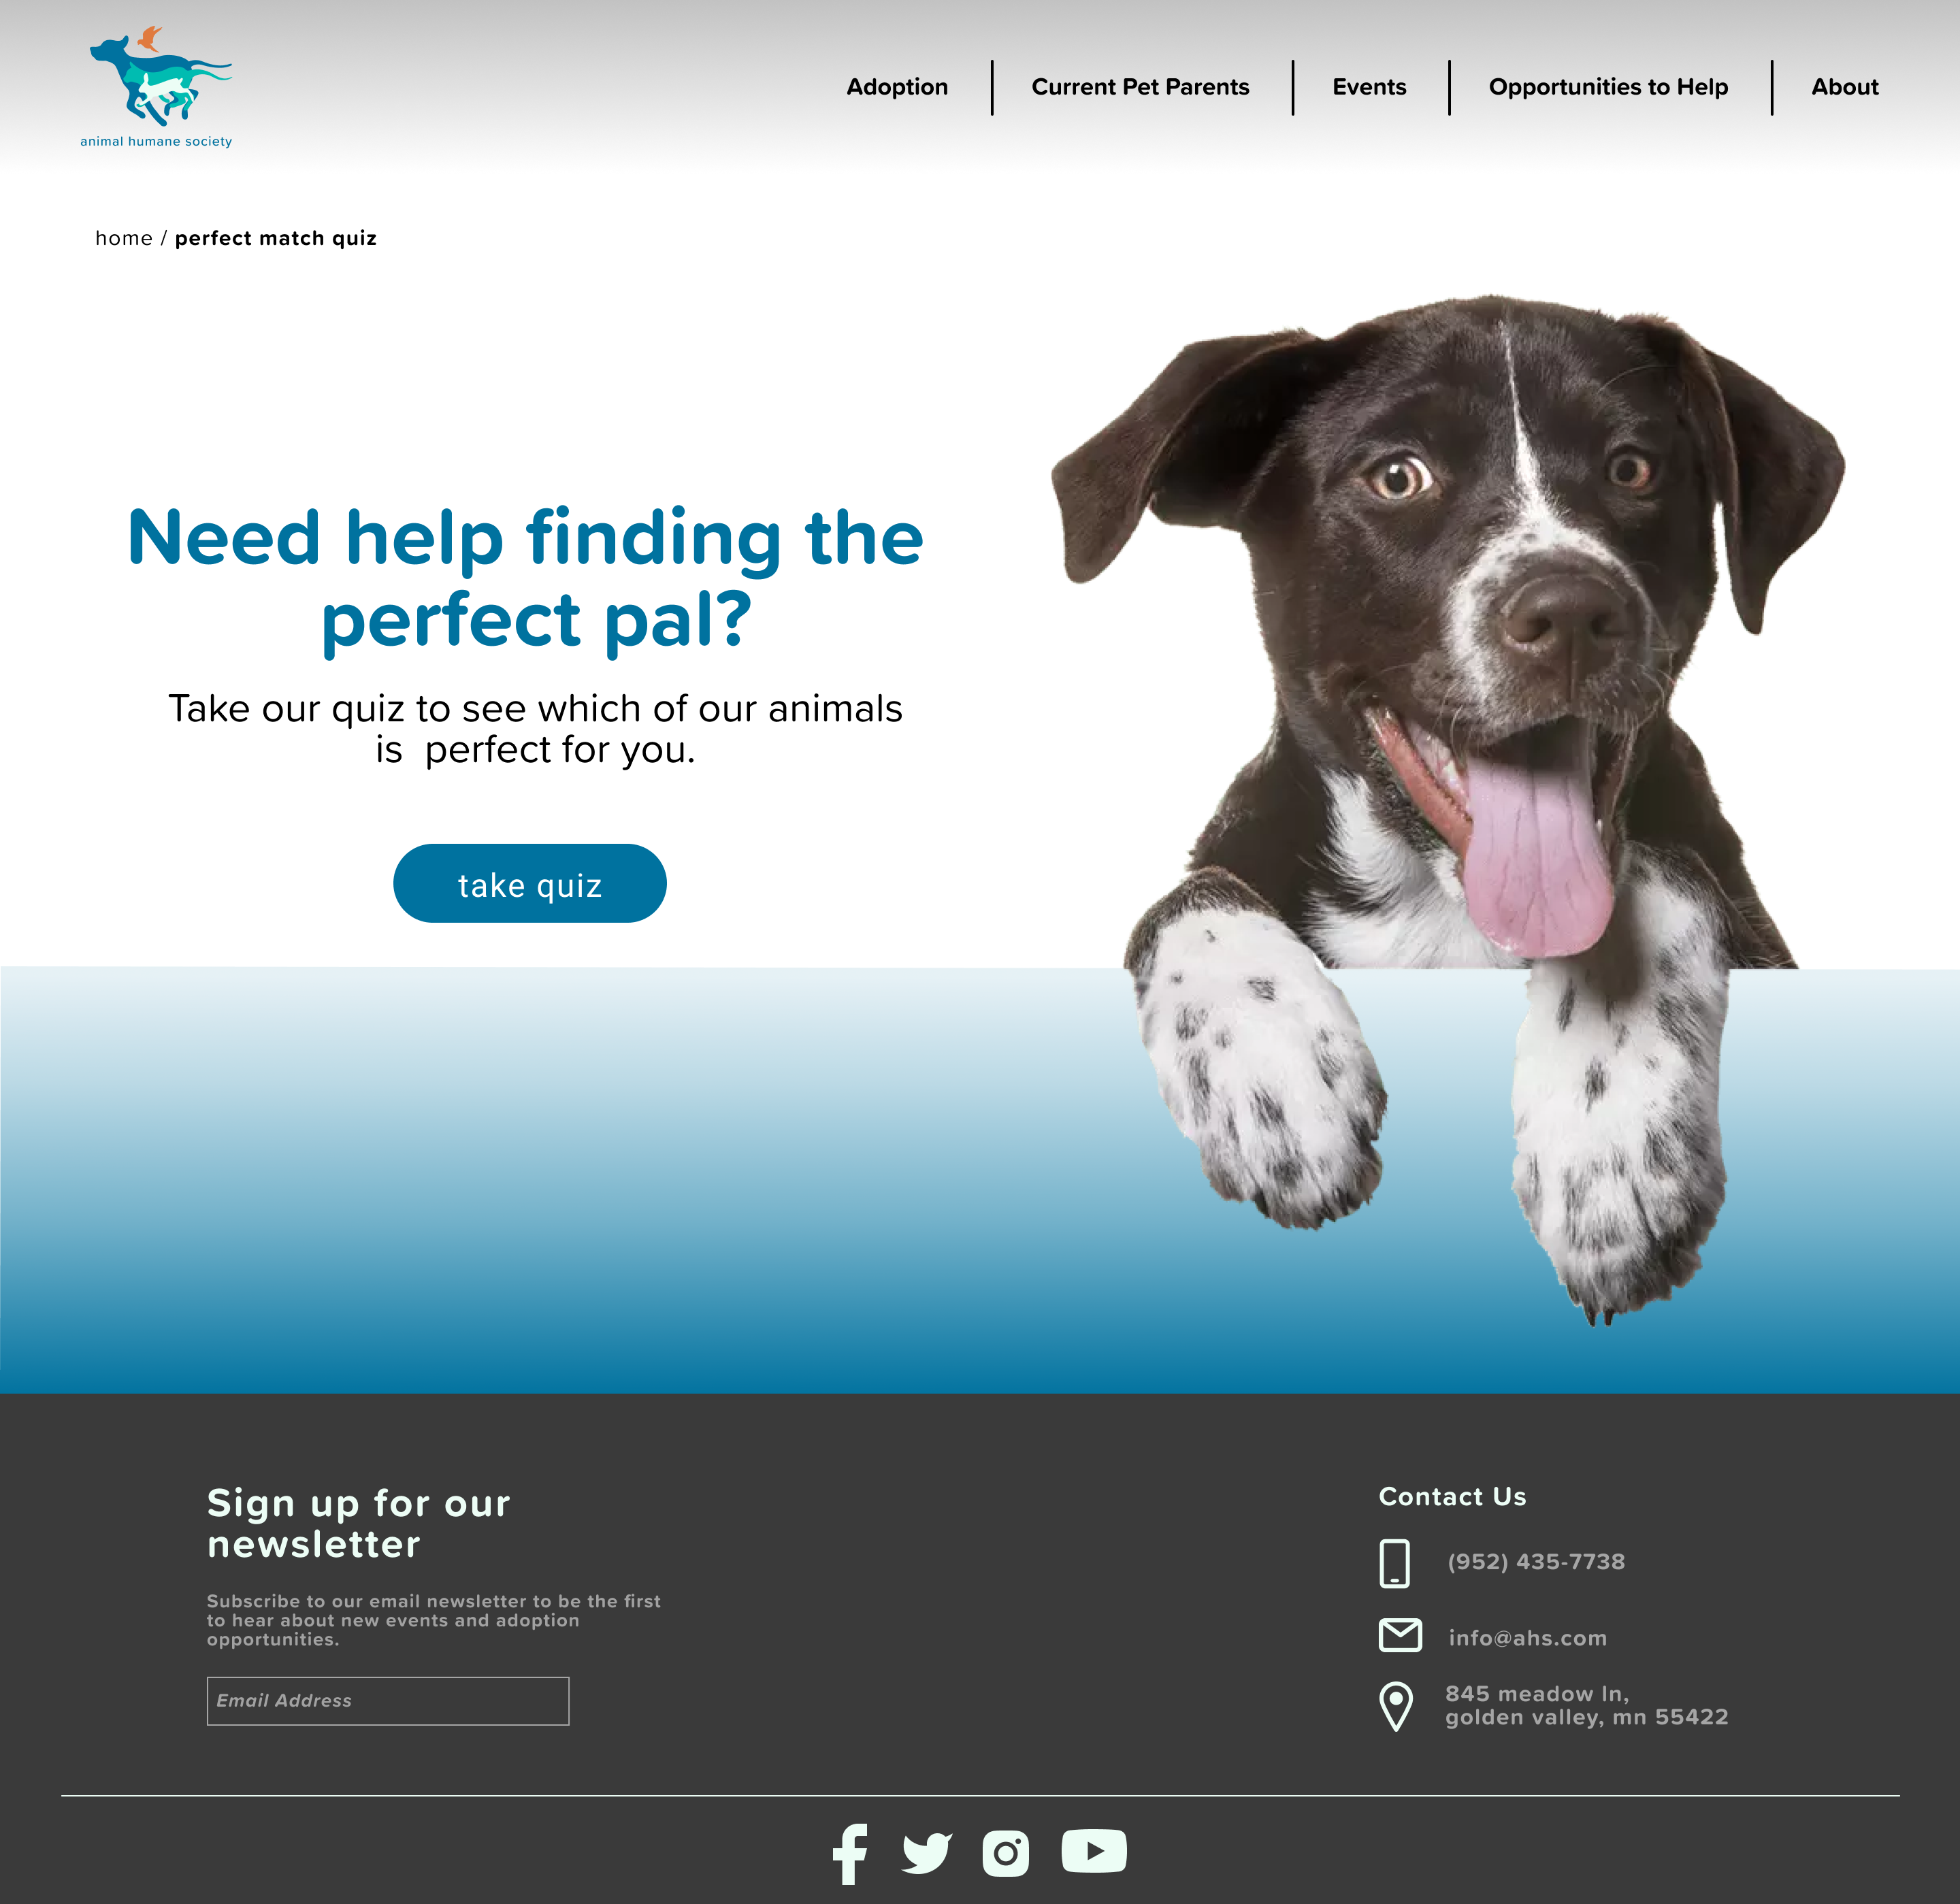 animal humane society
Adoption
Current Pet Parents
Events
Opportunities to Help
About
home / perfect match quiz
Need help finding the
perfect pal?
Take our quiz to see which of our animals
is  perfect for you.
take quiz
Sign up for our
newsletter
Subscribe to our email newsletter to be the first
to hear about new events and adoption
opportunities.
Email Address
Contact Us
(952) 435-7738
info@ahs.com
845 meadow ln,
golden valley, mn 55422